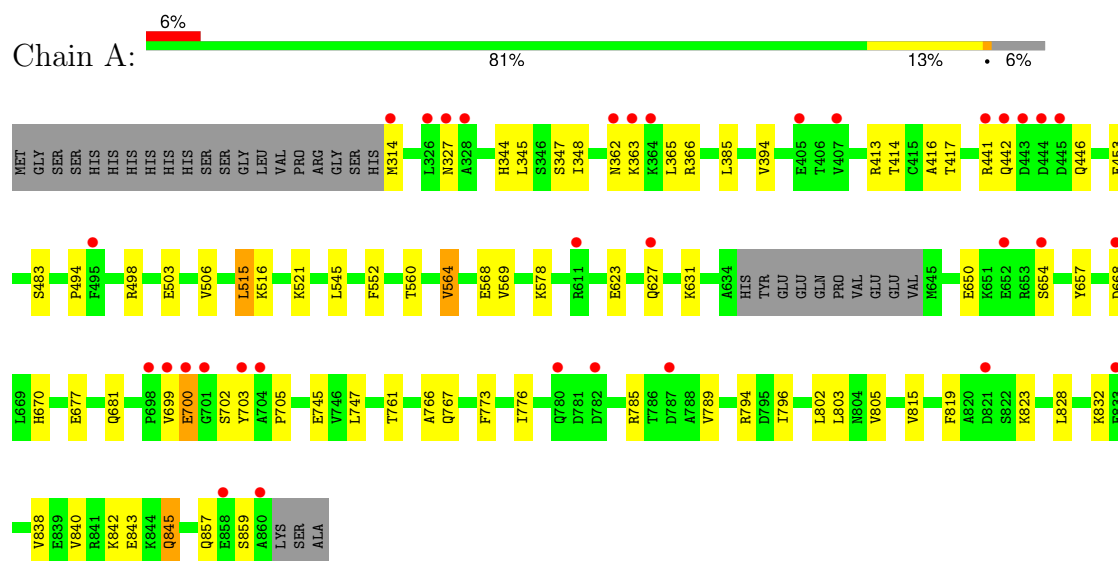 6%
Chain A:
81% 13% • 6%
MET GLY SER SER HIS HIS HIS HIS HIS HIS SER SER GLY LEU VAL PRO ARG GLY SER HIS M314 L326 N327 A328 H344 L345 S346 S347 I348 N362 K363 K364 L365 R366 L385 V394 E405 T406 V407 R413 T414 C415 A416 T417 R441 Q442 D443 D444 D445 Q446 E453
S483 P494 F495 R498 E503 V506 L515 K516 K521 L545 F552 T560 V564 E568 V569 K578 R611 E623 Q627 K631 A634 HIS TYR GLU GLU GLN PRO VAL GLU GLU VAL M645 E650 K651 E652 R653 S654 Y657 D668
L669 H670 E677 Q681 P698 V699 E700 G701 S702 Y703 A704 P705 E745 V746 L747 T761 A766 Q767 F773 I776 Q780 D781 D782 R785 T786 D787 A788 V789 R794 D795 I796 L802 L803 N804 V805 V815 F819 A820 D821 S822 K823 L828 K832 E833
V838 E839 V840 R841 K842 E843 K844 Q845 Q857 E858 S859 A860 LYS SER ALA